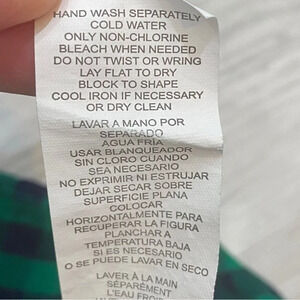 HAND WASH SEPARATELY
COLD WATER
ONLY NON-CHLORINE
BLEACH WHEN NEEDED
DO NOT TWIST OR WRING
LAY FLAT TO DRY
BLOCK TO SHAPE
COOL IRON IF NECESSARY
OR DRY CLEAN
LAVAR A MANO POR
SEPARADO
AGUA FRIA
USAR BLANQUEADOR
SIN CLORO CUANDO
SEA NECESARIO
NO EXPRIMIR NI ESTRUJAR
DEJAR SECAR SOBRE
SUPERFICIE PLANA
COLOCAR
HORIZONTALMENTE PARA
RECUPERAR LA FIGURA
PLANCHAR A
TEMPERATURA BAJA
SI ES NECESARIO
O SE PUEDE LAVAR EN SECO
LAVER À LA MAIN
SÉPARÉMENT
L'EAU FROIDE